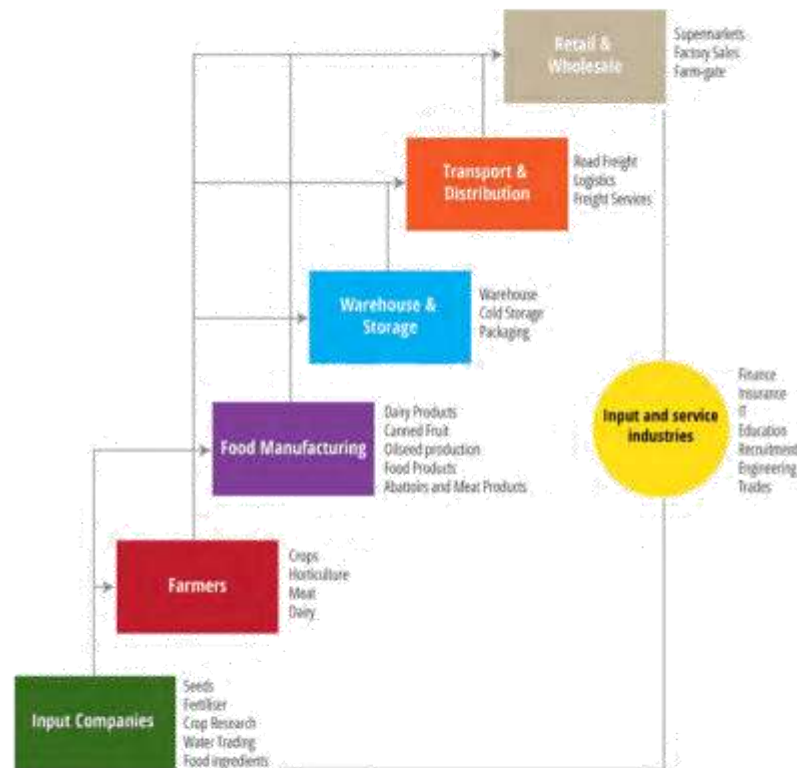 Retail &
Wholesale
Supermarkets
Factory Sales
Farm-gate
Transport &
Distribution
Road Freight
Logistics
Freight Services
Warehouse &
Storage
Warehouse
Cold Storage
Packaging
Input and service
industries
Finance
Insurance
IT
Education
Recruitment
Engineering
Trades
Food Manufacturing
Dairy Products
Canned Fruit
Oilseed production
Food Products
Abattoirs and Meat Products
Farmers
Crops
Horticulture
Meat
Dairy
Input Companies
Seeds
Fertiliser
Crop Research
Water Trading
Food ingredients